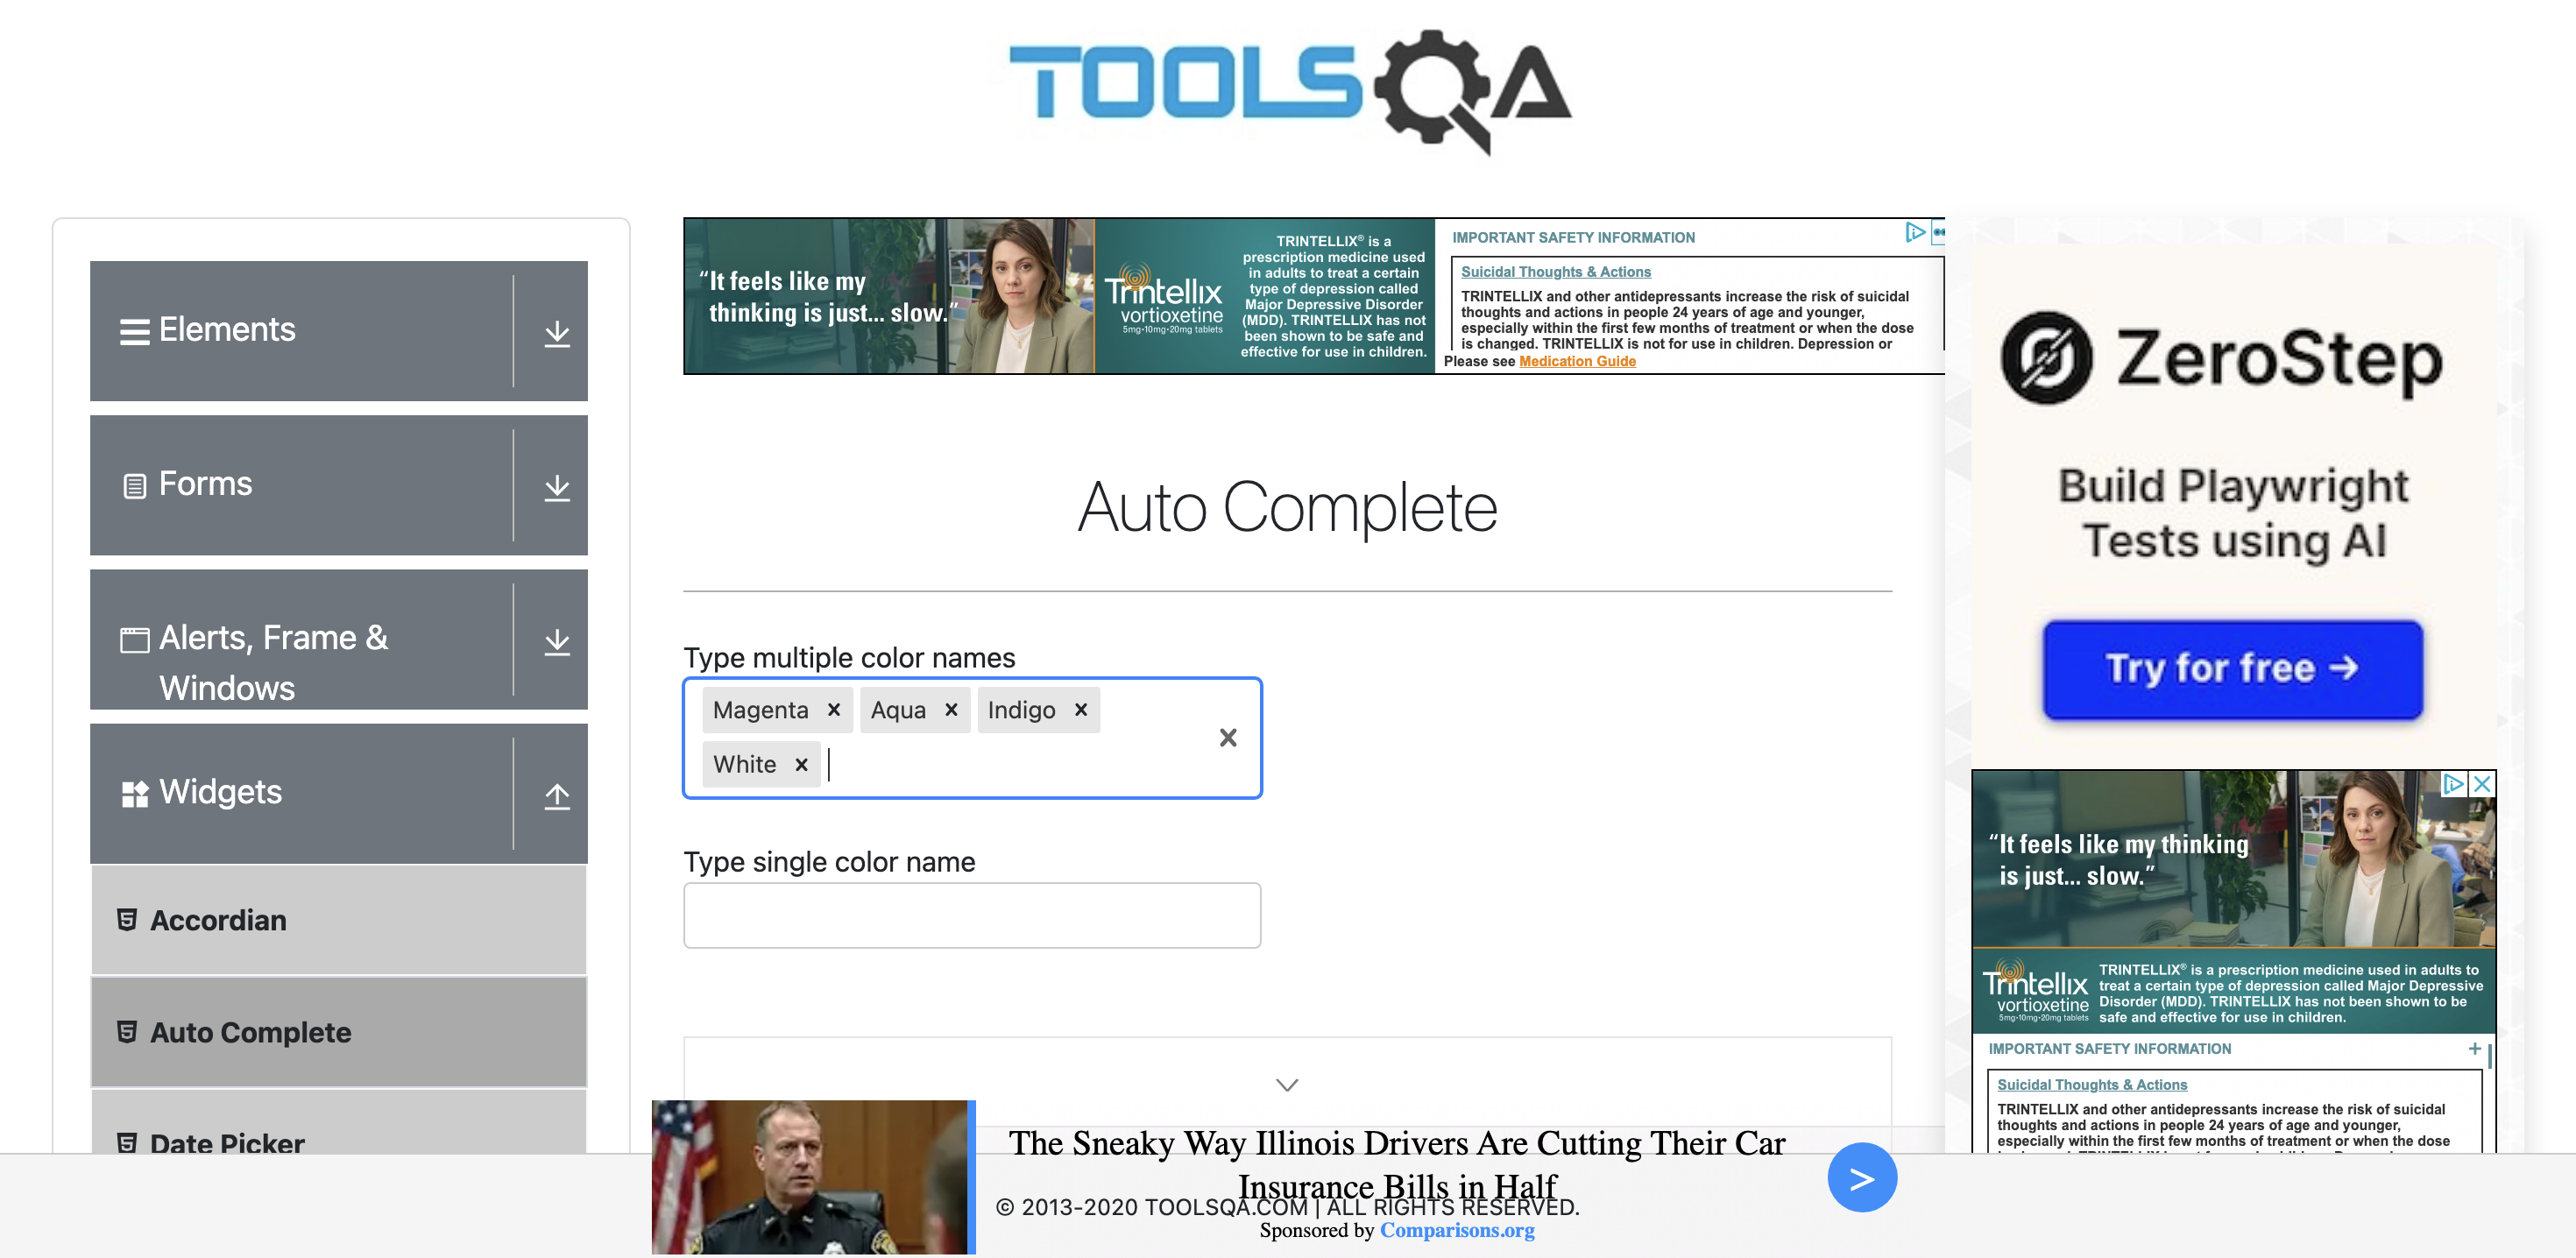 TOOLSQA
Elements
Forms
Alerts, Frame &
Windows
Widgets
Accordian
Auto Complete
Date Picker
“It feels like my
thinking is just... slow.”
Trintellix
vortioxetine
5mg•10mg•20mg tablets
TRINTELLIX® is a
prescription medicine used
in adults to treat a certain
type of depression called
Major Depressive Disorder
(MDD). TRINTELLIX has not
been shown to be safe and
effective for use in children.
IMPORTANT SAFETY INFORMATION
Suicidal Thoughts & Actions
TRINTELLIX and other antidepressants increase the risk of suicidal
thoughts and actions in people 24 years of age and younger,
especially within the first few months of treatment or when the dose
is changed. TRINTELLIX is not for use in children. Depression or
Please see Medication Guide
Auto Complete
Type multiple color names
Magenta × Aqua × Indigo ×
White ×
Type single color name
ZeroStep
Build Playwright
Tests using AI
Try for free →
“It feels like my thinking
is just... slow.”
Trintellix
vortioxetine
5mg•10mg•20mg tablets
TRINTELLIX® is a prescription medicine used in adults to
treat a certain type of depression called Major Depressive
Disorder (MDD). TRINTELLIX has not been shown to be
safe and effective for use in children.
IMPORTANT SAFETY INFORMATION +
Suicidal Thoughts & Actions
TRINTELLIX and other antidepressants increase the risk of suicidal
thoughts and actions in people 24 years of age and younger,
especially within the first few months of treatment or when the dose
The Sneaky Way Illinois Drivers Are Cutting Their Car
Insurance Bills in Half
© 2013-2020 TOOLSQA.COM | ALL RIGHTS RESERVED.
Sponsored by Comparisons.org
>